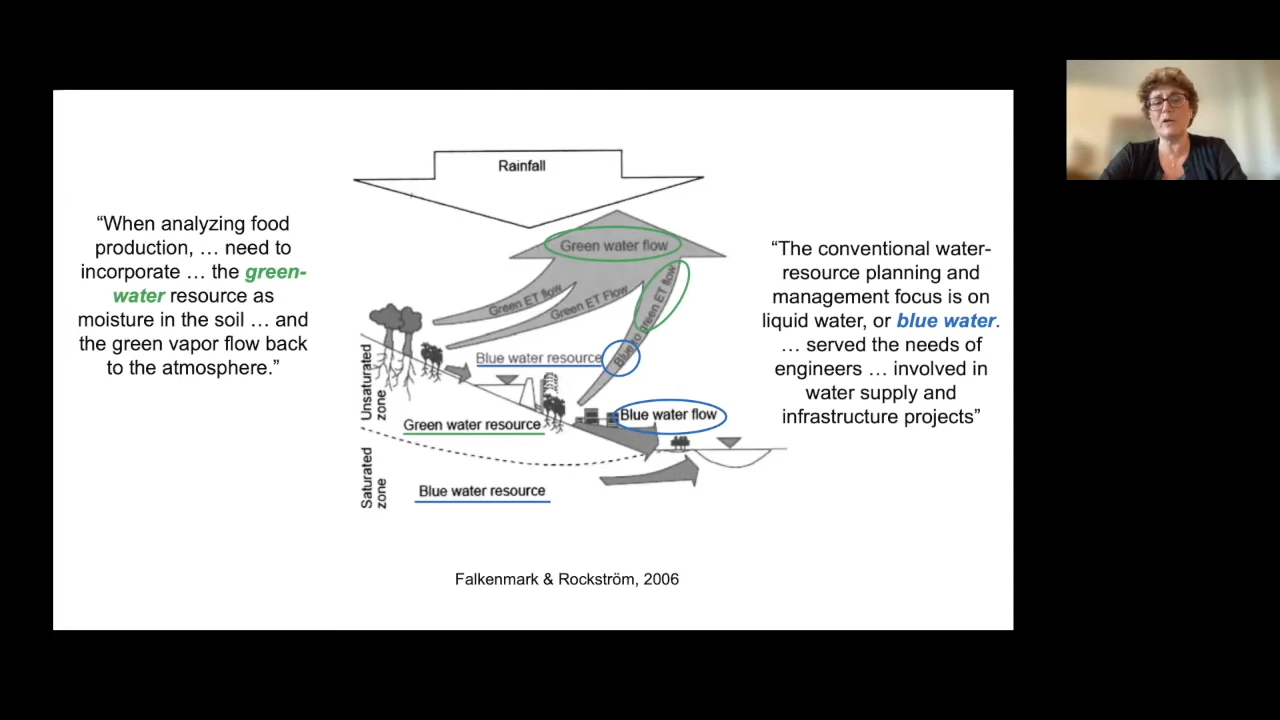 “When analyzing food
production, … need to
incorporate … the green-
water resource as
moisture in the soil … and
the green vapor flow back
to the atmosphere.”
Rainfall
Green water flow
Green ET flow
Green ET Flow
Blue to green ET flow
Blue water resource
Blue water flow
Green water resource
Unsaturated
zone
Saturated
zone
Blue water resource
“The conventional water-
resource planning and
management focus is on
liquid water, or blue water.
… served the needs of
engineers … involved in
water supply and
infrastructure projects”
Falkenmark & Rockström, 2006